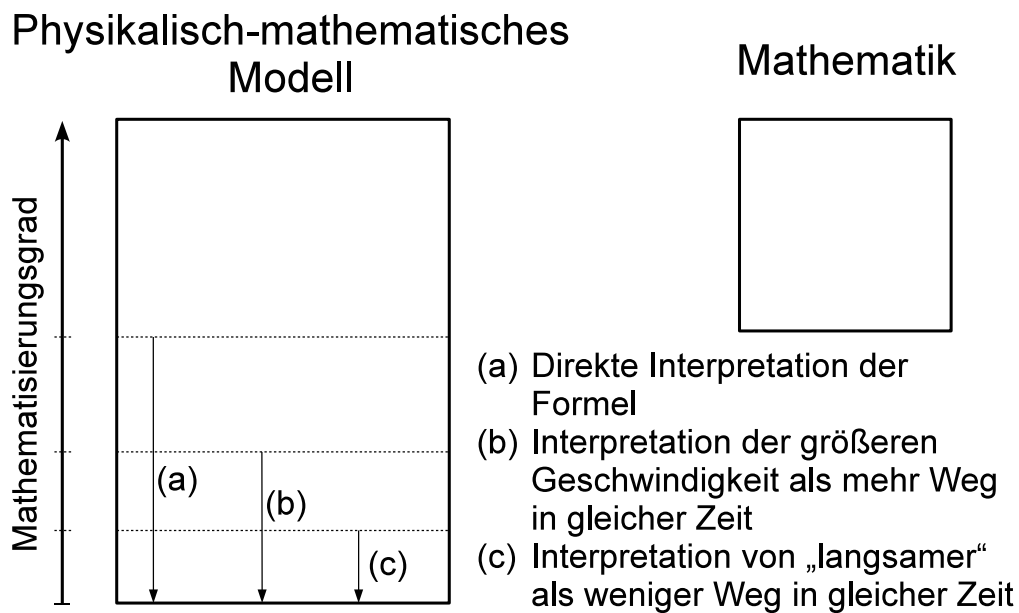 Physikalisch-mathematisches
Modell
Mathematik
Mathematisierungsgrad
(a)
(b)
(c)
(a) Direkte Interpretation der
Formel
(b) Interpretation der größeren
Geschwindigkeit als mehr Weg
in gleicher Zeit
(c) Interpretation von „langsamer“
als weniger Weg in gleicher Zeit